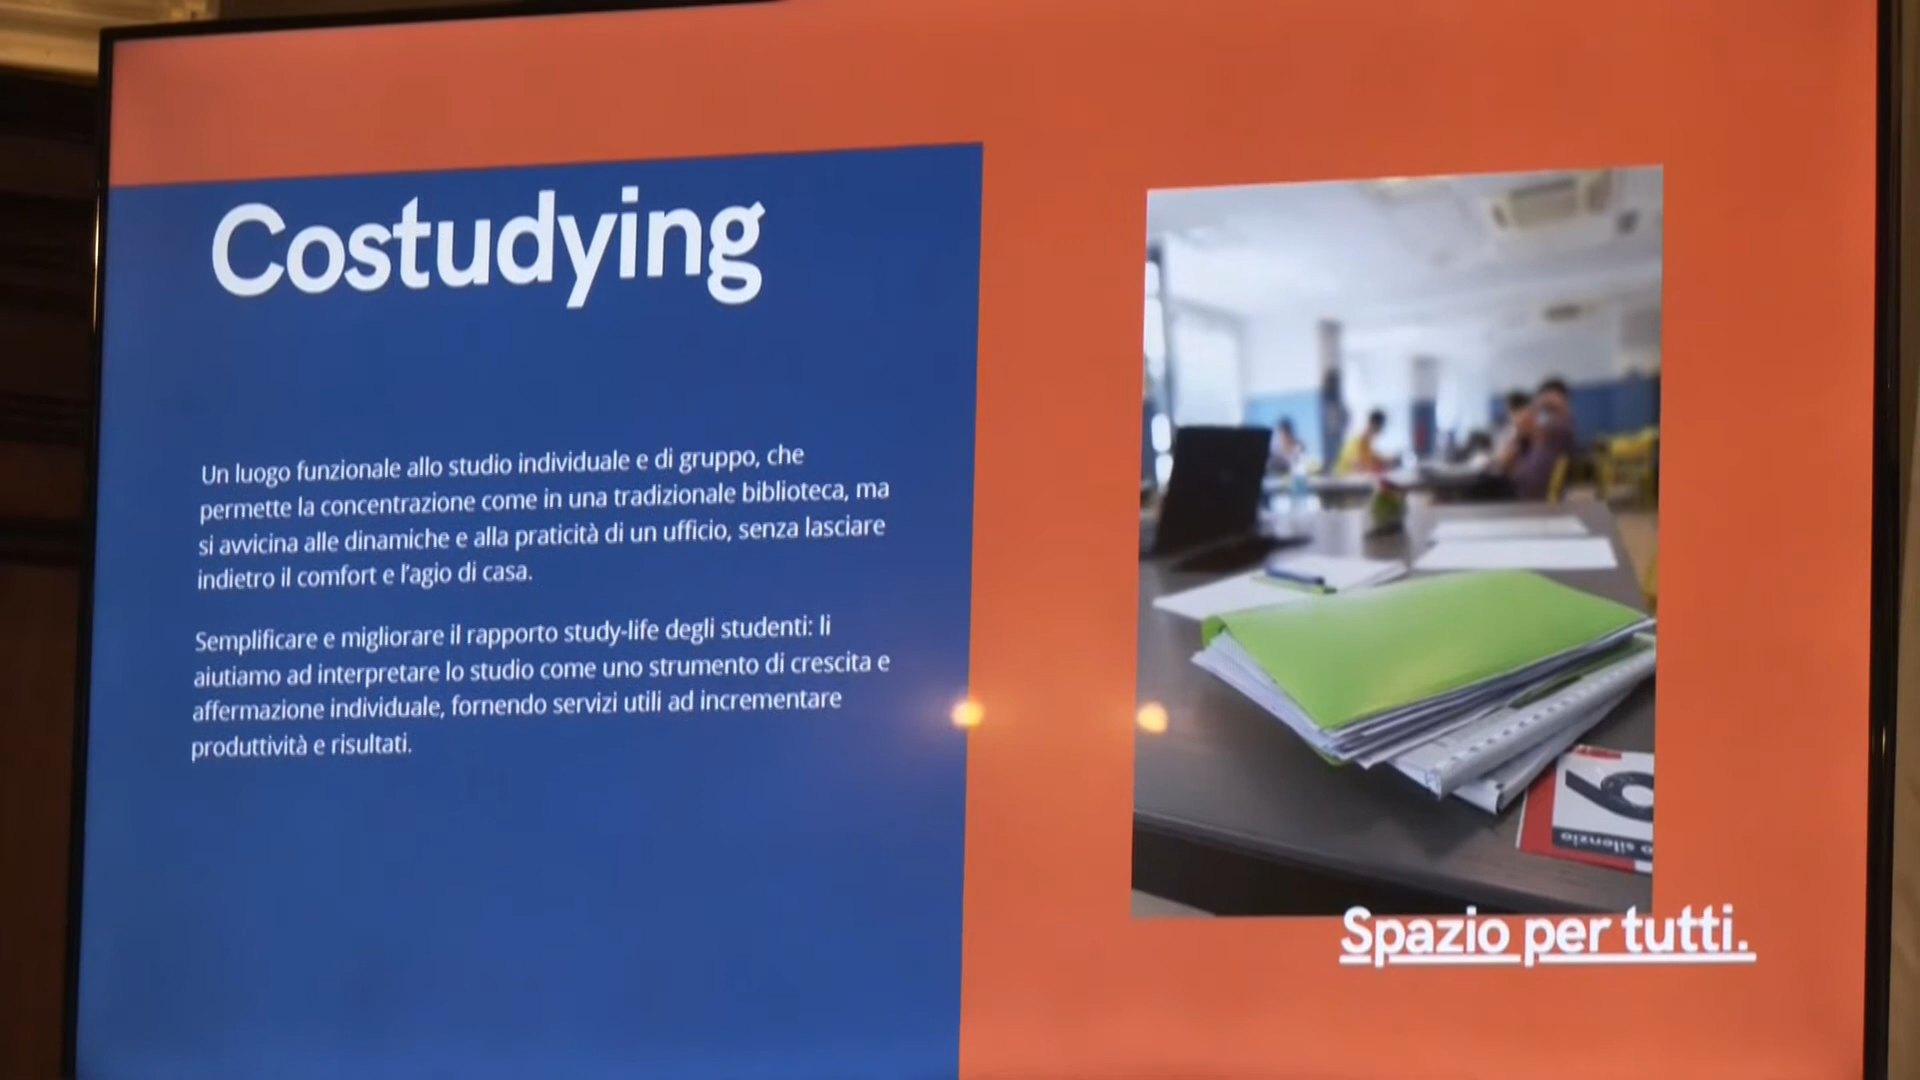 Costudying
Un luogo funzionale allo studio individuale e di gruppo, che
permette la concentrazione come in una tradizionale biblioteca, ma
si avvicina alle dinamiche e alla praticità di un ufficio, senza lasciare
indietro il comfort e l'agio di casa.
Semplificare e migliorare il rapporto study-life degli studenti: li
aiutiamo ad interpretare lo studio come uno strumento di crescita e
affermazione individuale, fornendo servizi utili ad incrementare
produttività e risultati.
silenzio
Spazio per tutti.